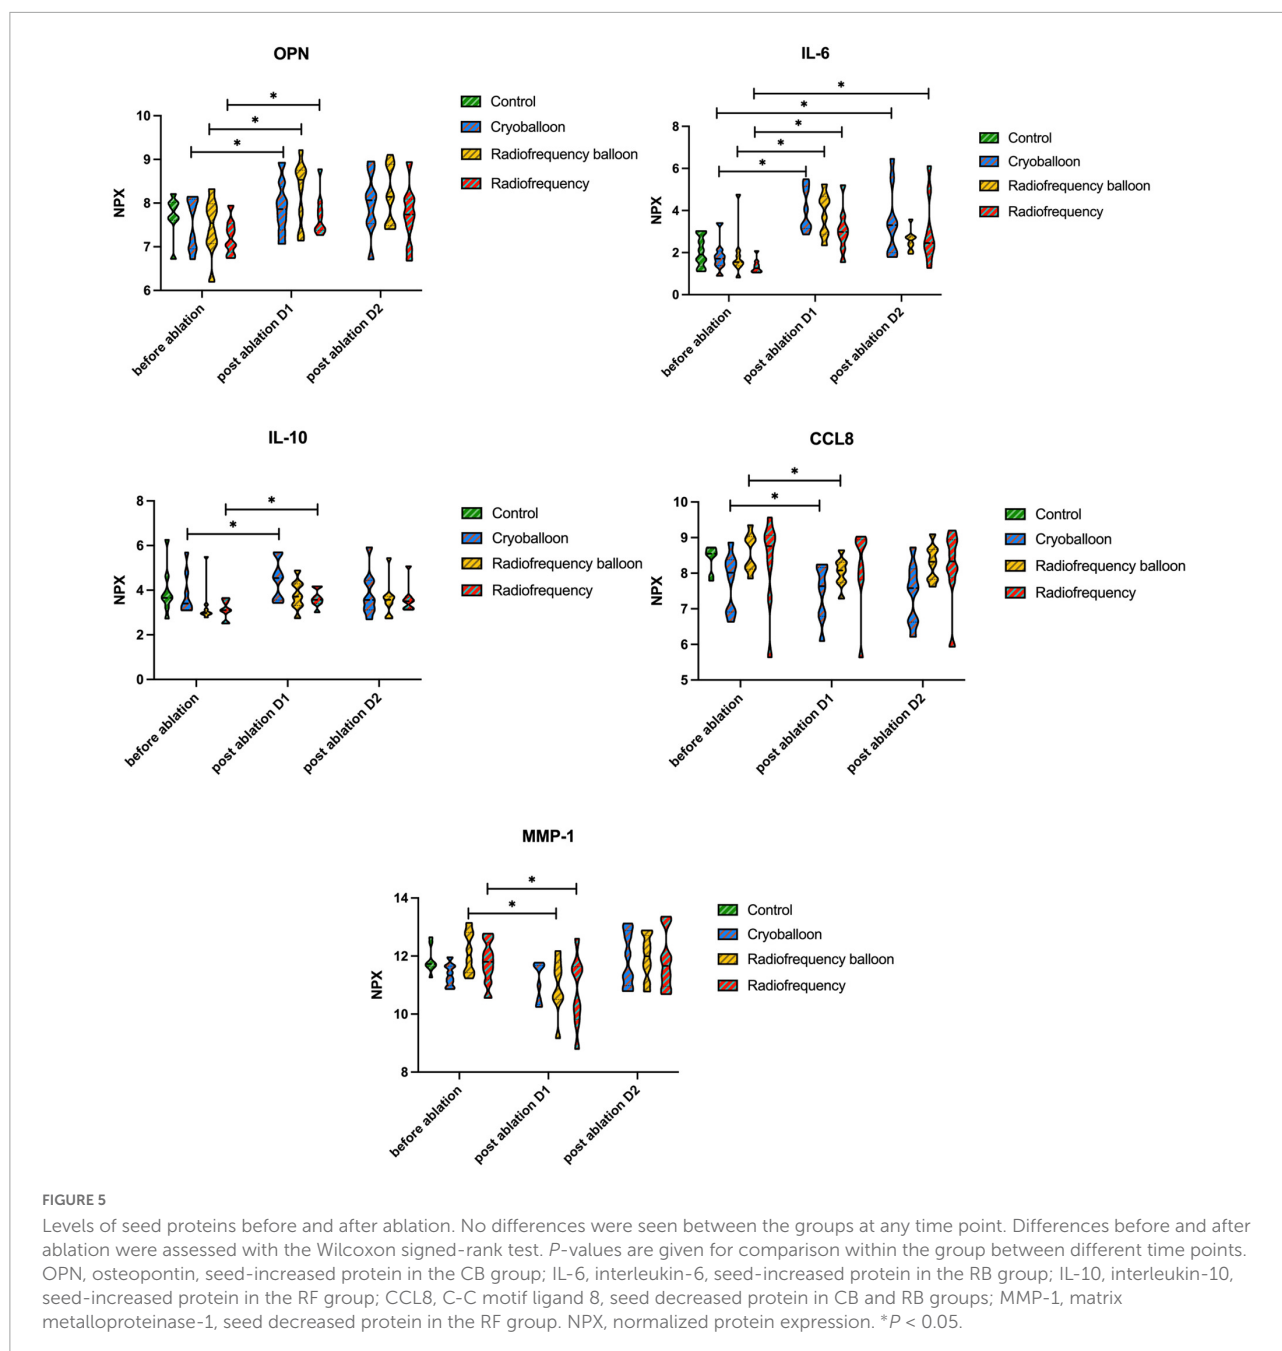 OPN
*
*
*
10
9
8
7
6
NPX
before ablation
post ablation D1
post ablation D2
Control
Cryoballoon
Radiofrequency balloon
Radiofrequency
IL-6
*
*
*
*
*
8
6
4
2
0
NPX
before ablation
post ablation D1
post ablation D2
Control
Cryoballoon
Radiofrequency balloon
Radiofrequency
IL-10
*
*
8
6
4
2
0
NPX
before ablation
post ablation D1
post ablation D2
Control
Cryoballoon
Radiofrequency balloon
Radiofrequency
CCL8
*
*
10
9
8
7
6
5
NPX
before ablation
post ablation D1
post ablation D2
Control
Cryoballoon
Radiofrequency balloon
Radiofrequency
MMP-1
*
*
14
12
10
8
NPX
before ablation
post ablation D1
post ablation D2
Control
Cryoballoon
Radiofrequency balloon
Radiofrequency
FIGURE 5
Levels of seed proteins before and after ablation. No differences were seen between the groups at any time point. Differences before and after
ablation were assessed with the Wilcoxon signed-rank test. P-values are given for comparison within the group between different time points.
OPN, osteopontin, seed-increased protein in the CB group; IL-6, interleukin-6, seed-increased protein in the RB group; IL-10, interleukin-10,
seed-increased protein in the RF group; CCL8, C-C motif ligand 8, seed decreased protein in CB and RB groups; MMP-1, matrix
metalloproteinase-1, seed decreased protein in the RF group. NPX, normalized protein expression. *P < 0.05.